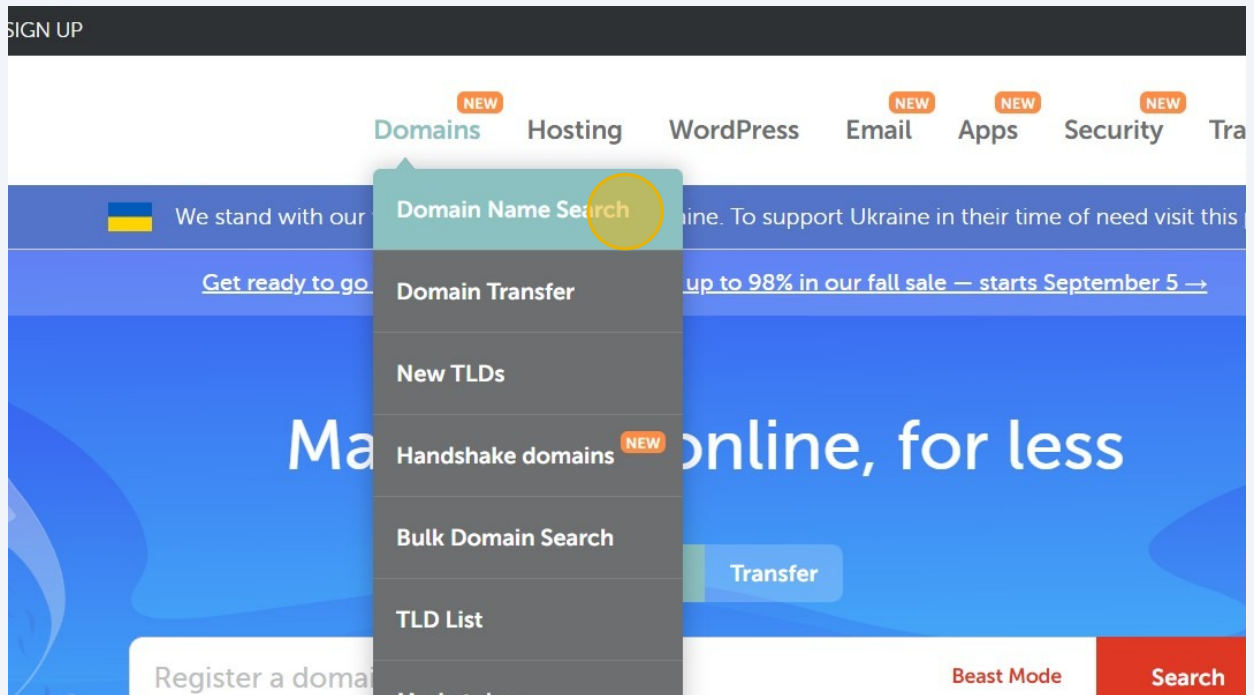 SIGN UP
NEW NEW NEW NEW
Domains Hosting WordPress Email Apps Security Tra
Domain Name Search
We stand with our ine. To support Ukraine in their time of need visit this
Get ready to go up to 98% in our fall sale — starts September 5 →
Domain Transfer
New TLDs
Ma online, for less
Handshake domains NEW
Bulk Domain Search
Transfer
TLD List
Register a domai Beast Mode Search